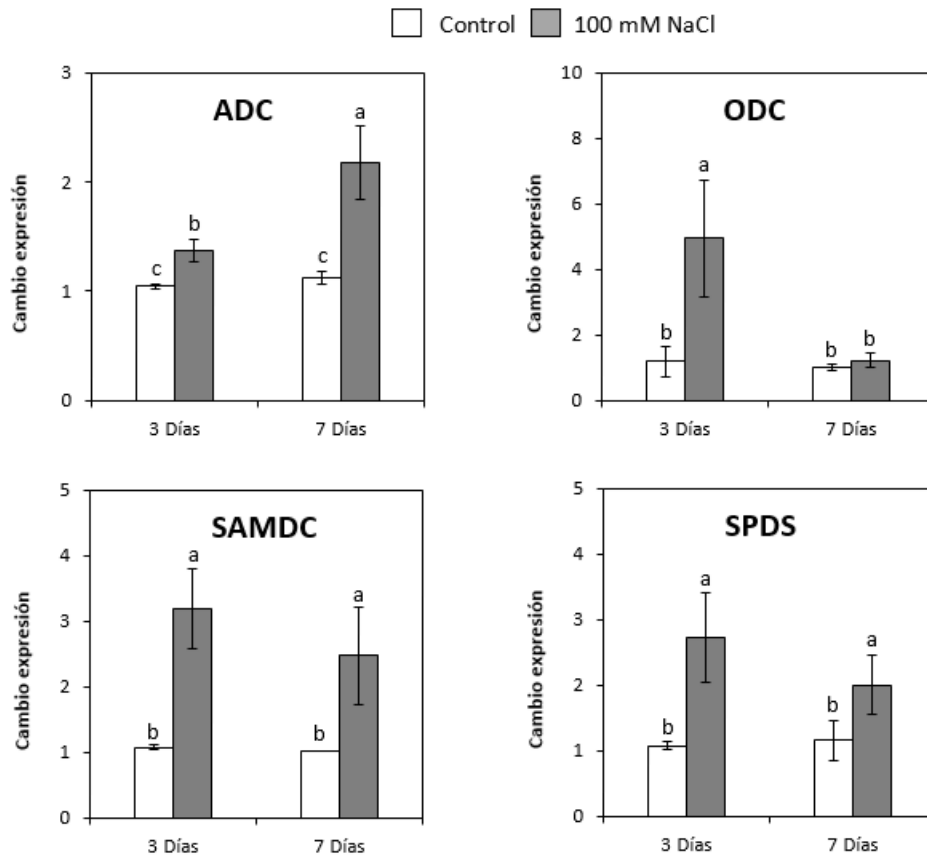 Control 100 mM NaCl
ADC
Cambio expresión
3
2
1
0
c
b
c
a
3 Días 7 Días
ODC
Cambio expresión
10
8
6
4
2
0
b
a
b
b
3 Días 7 Días
SAMDC
Cambio expresión
5
4
3
2
1
0
b
a
b
a
3 Días 7 Días
SPDS
Cambio expresión
5
4
3
2
1
0
b
a
b
a
3 Días 7 Días